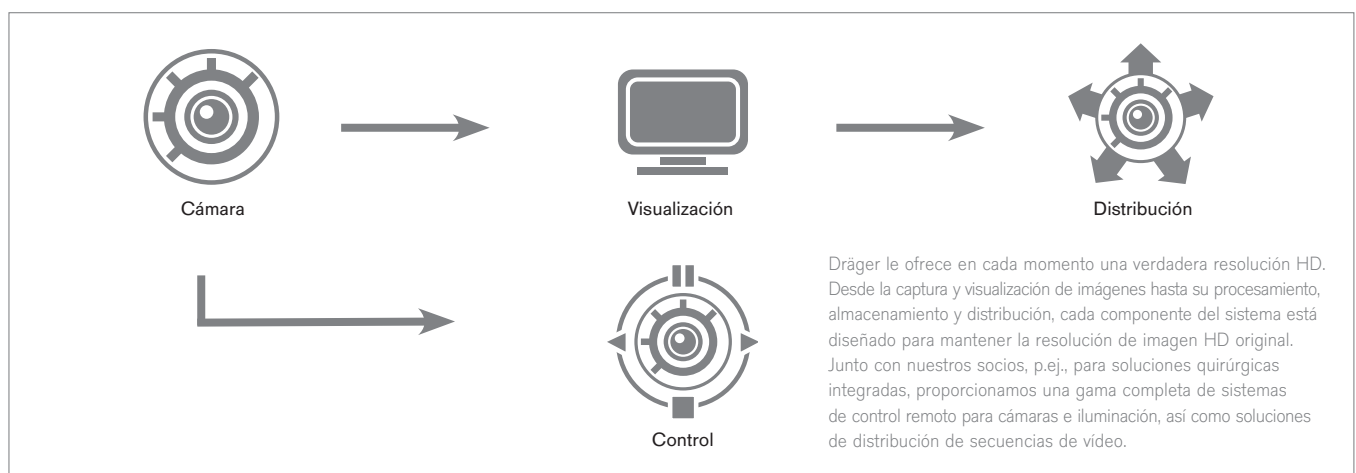 Cámara
Visualización
Distribución
Control
Dräger le ofrece en cada momento una verdadera resolución HD.
Desde la captura y visualización de imágenes hasta su procesamiento,
almacenamiento y distribución, cada componente del sistema está
diseñado para mantener la resolución de imagen HD original.
Junto con nuestros socios, p.ej., para soluciones quirúrgicas
integradas, proporcionamos una gama completa de sistemas
de control remoto para cámaras e iluminación, así como soluciones
de distribución de secuencias de vídeo.